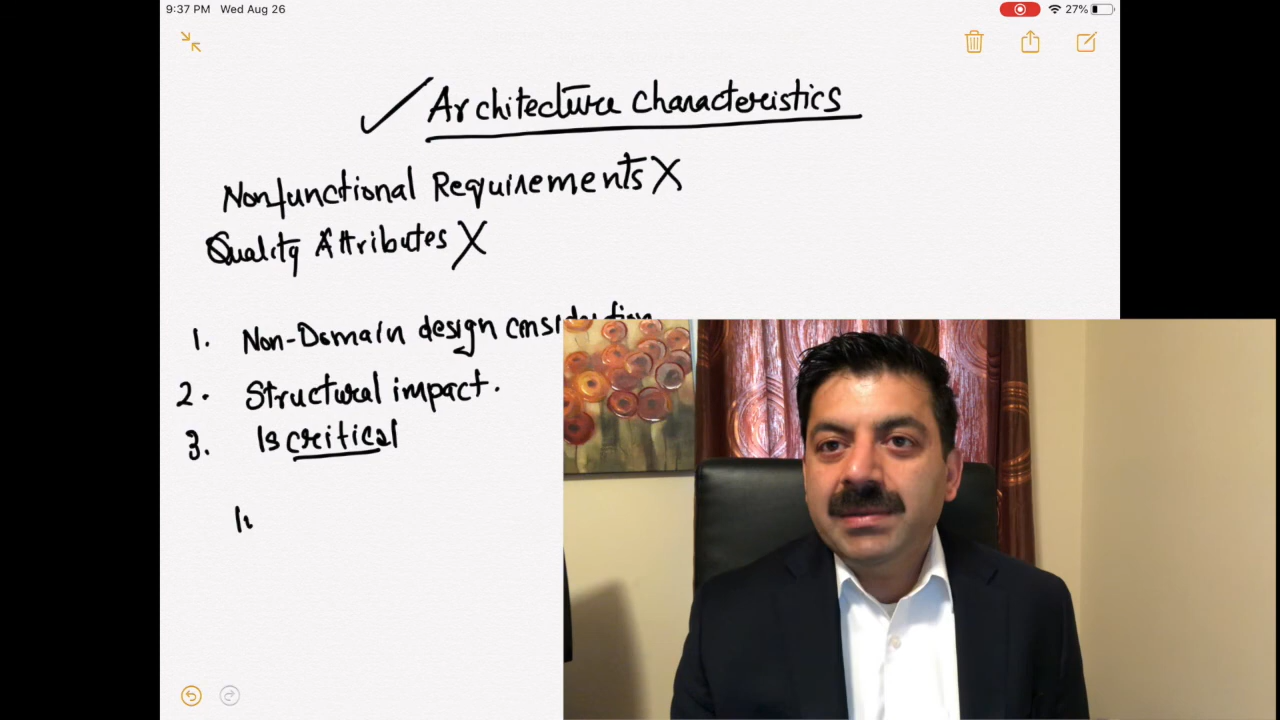 9:37 PM Wed Aug 26 27%
Architecture Characteristics
Nonfunctional Requirements X
Quality Attributes X
1. Non-Domain design consideration
2. Structural impact.
3. Is critical